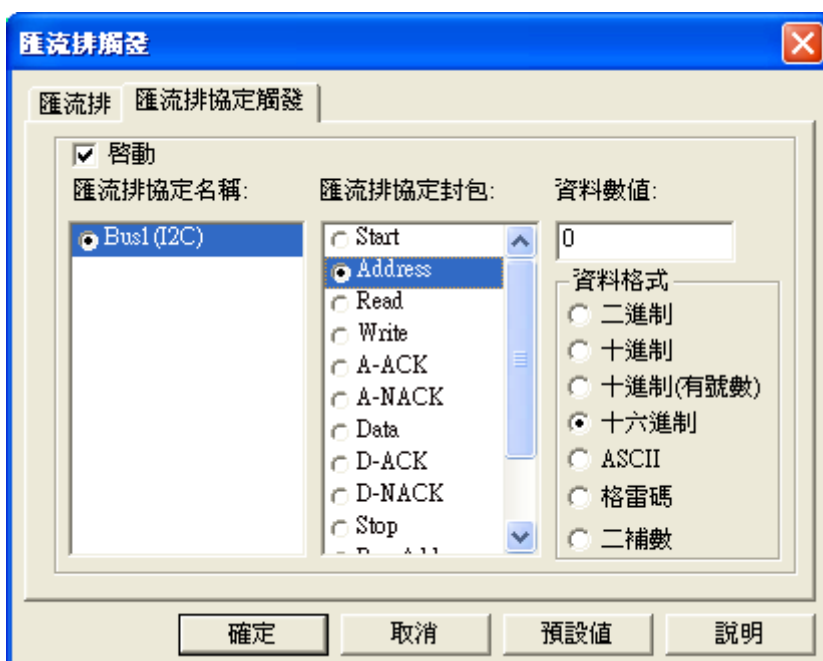 匯流排觸發
匯流排
匯流排協定觸發
啓動
匯流排協定名稱:
Bus1(I2C)
匯流排協定封包:
Start
Address
Read
Write
A-ACK
A-NACK
Data
D-ACK
D-NACK
Stop
資料數值:
0
資料格式
二進制
十進制
十進制(有號數)
十六進制
ASCII
格雷碼
二補數
確定
取消
預設値
說明